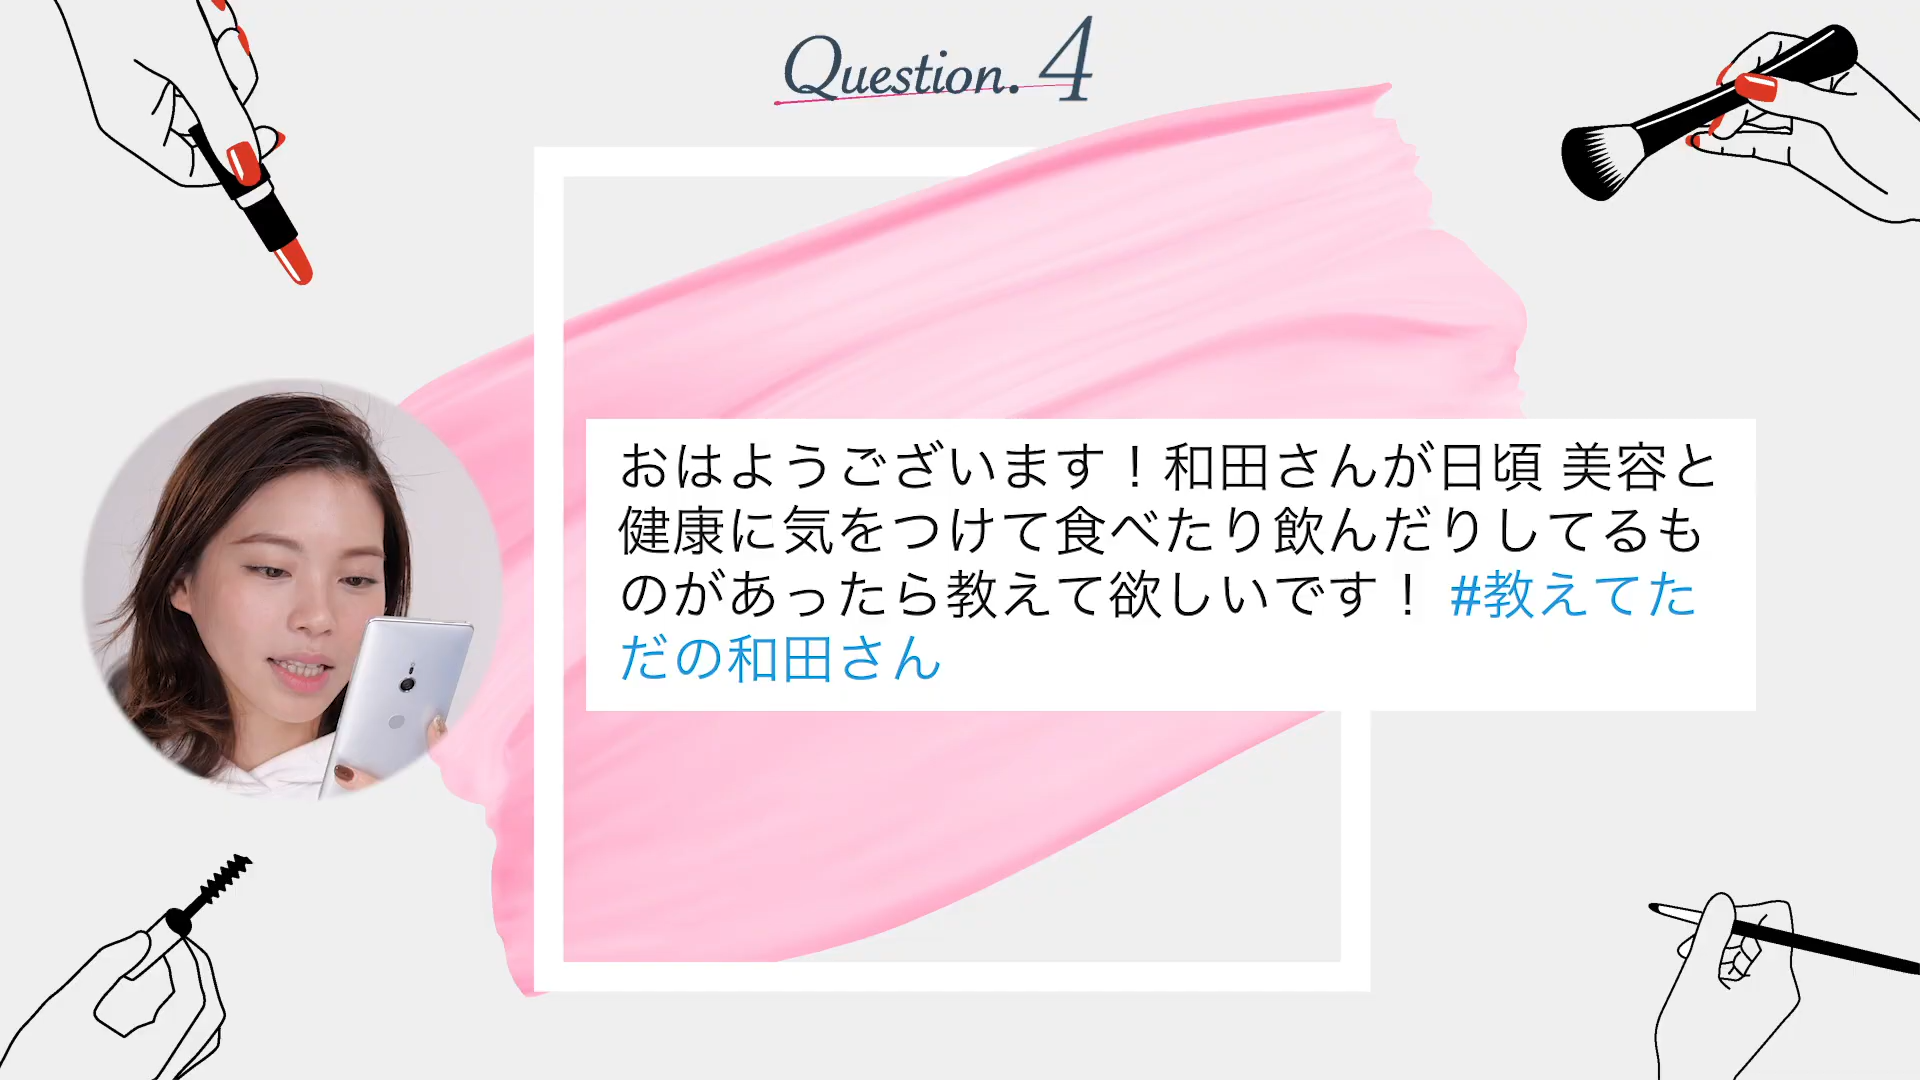 Question. 4
おはようございます！和田さんが日頃 美容と
健康に気をつけて食べたり飲んだりしてるも
のがあったら教えて欲しいです！ #教えてた
だの和田さん